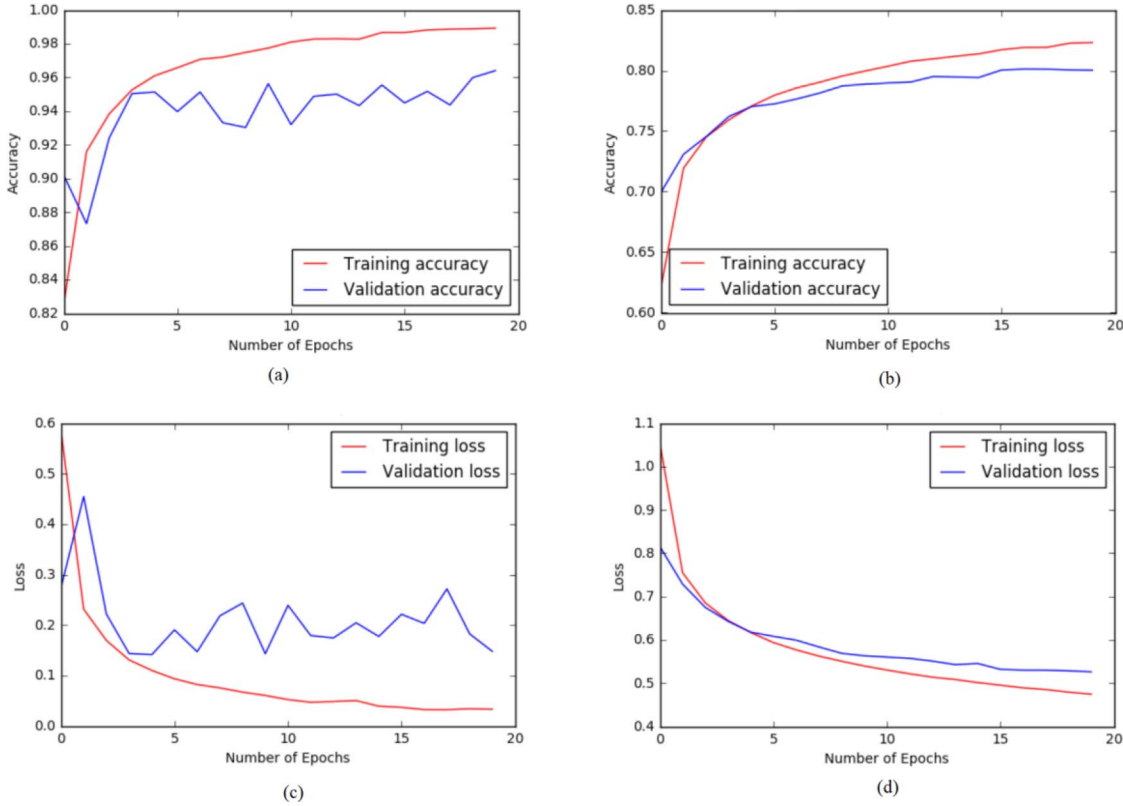 1.00
0.98
0.96
0.94
0.92
0.90
0.88
0.86
0.84
0.82
Accuracy
Training accuracy
Validation accuracy
0 5 10 15 20
Number of Epochs
(a)
0.85
0.80
0.75
0.70
0.65
0.60
Accuracy
Training accuracy
Validation accuracy
0 5 10 15 20
Number of Epochs
(b)
0.6
0.5
0.4
0.3
0.2
0.1
0.0
Loss
Training loss
Validation loss
0 5 10 15 20
Number of Epochs
(c)
1.1
1.0
0.9
0.8
0.7
0.6
0.5
0.4
Loss
Training loss
Validation loss
0 5 10 15 20
Number of Epochs
(d)